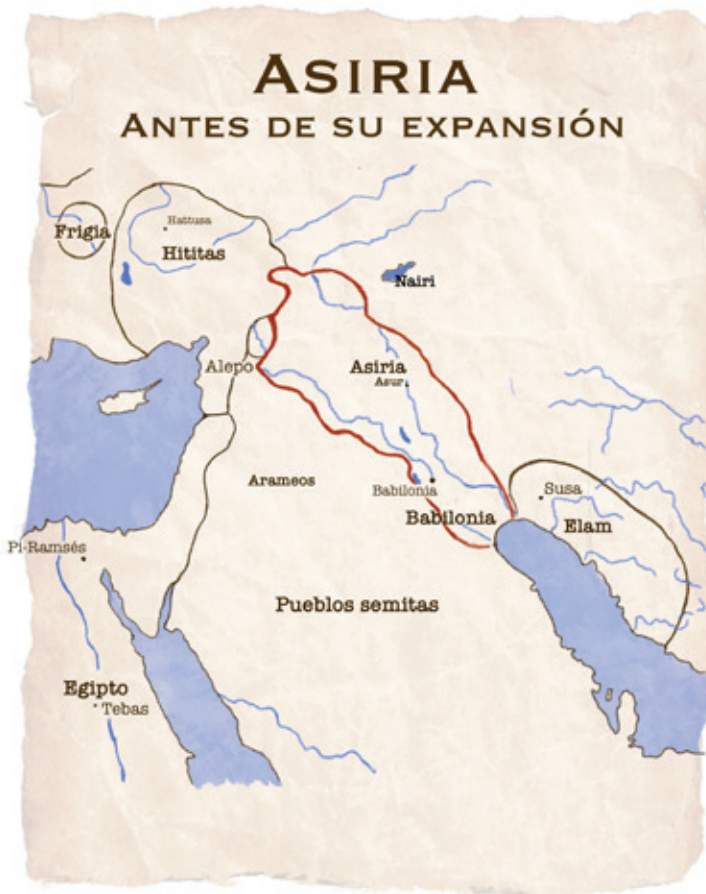 ASIRIA
ANTES DE SU EXPANSIÓN
Frigia
Hattusa
Hititas
Nairi
Alepo
Asiria
Asur
Arameos
Babilonia
Susa
Babilonia
Elam
Pi-Ramsés
Pueblos semitas
Egipto
Tebas